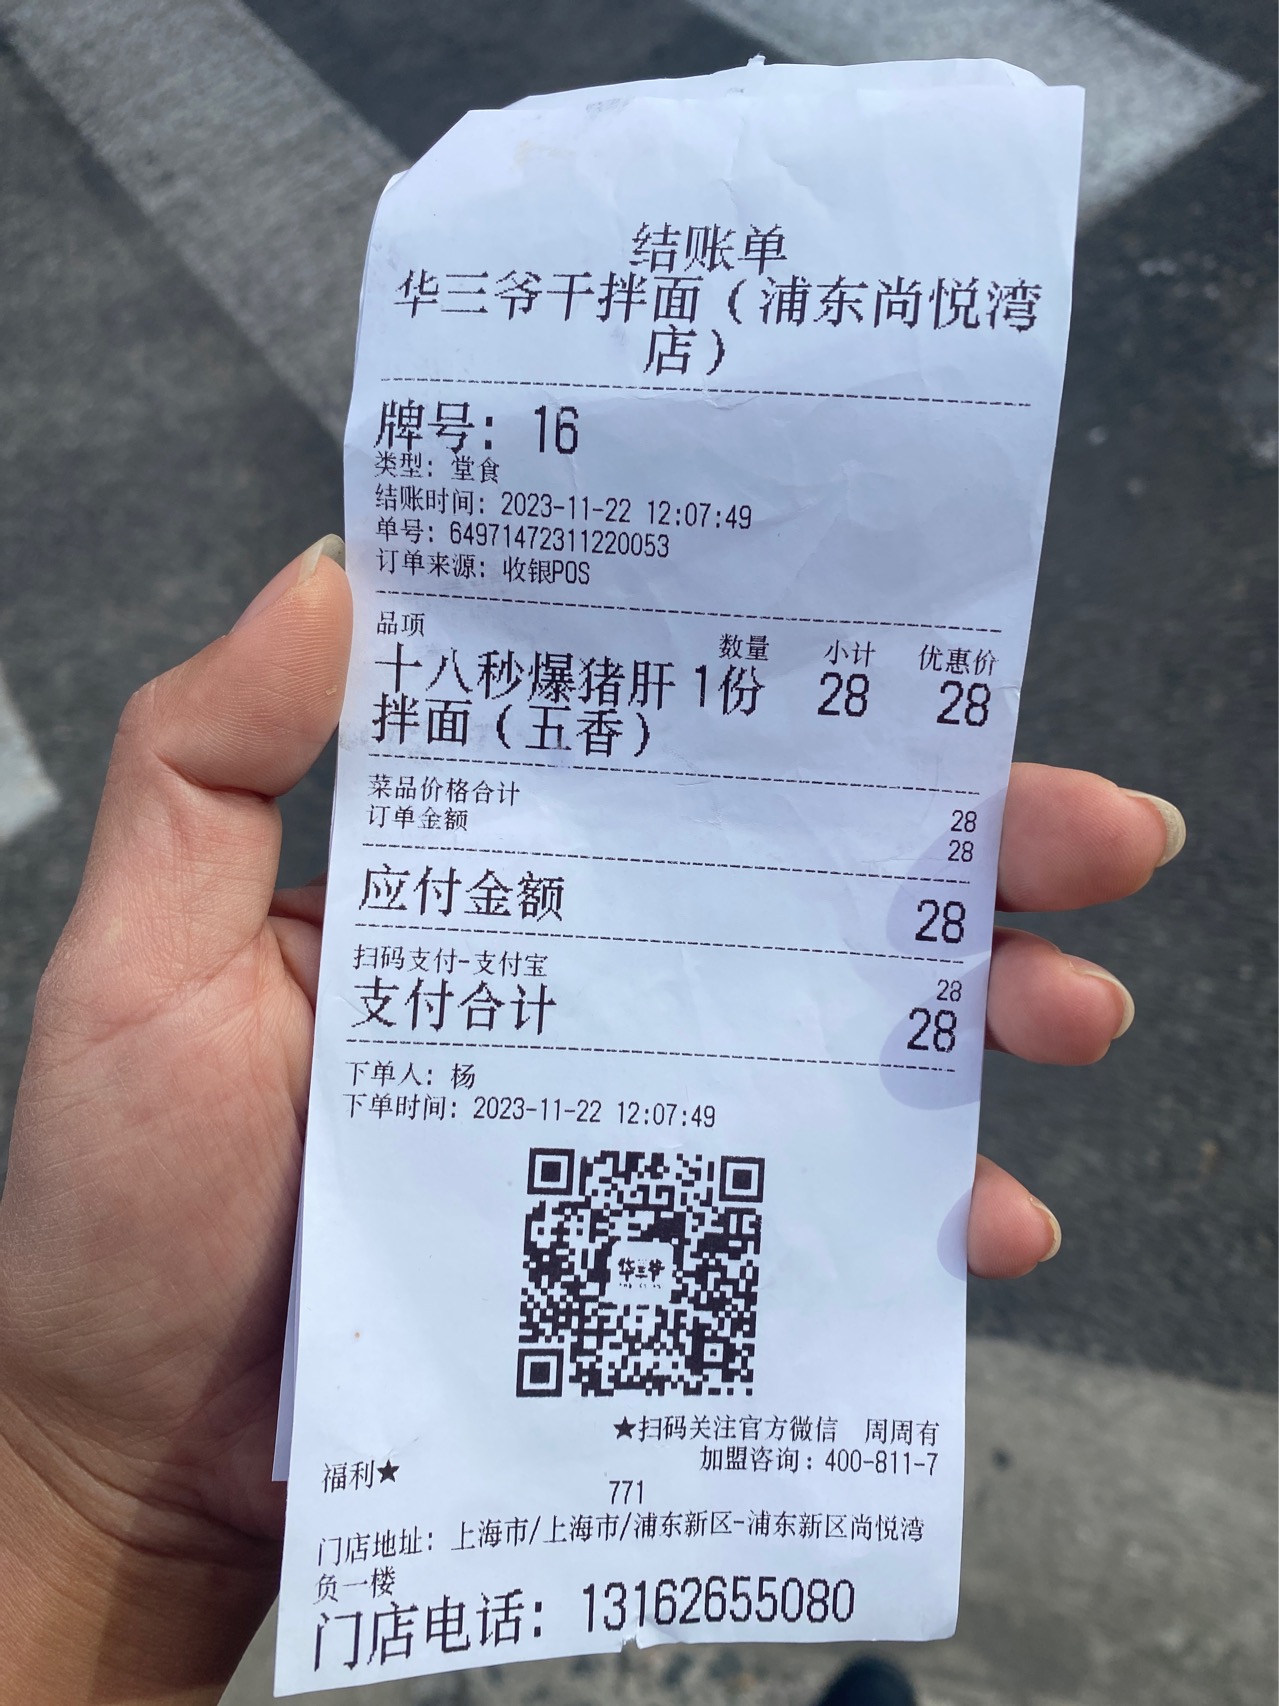 结账单
华三爷干拌面（浦东尚悦湾
店）
牌号：16
类型：堂食
结账时间：2023-11-22 12:07:49
单号：64971472311220053
订单来源：收银POS
品项 数量 小计 优惠价
十八秒爆猪肝 1份 28 28
拌面（五香）
菜品价格合计 28
订单金额 28
应付金额 28
扫码支付-支付宝 28
支付合计 28
下单人：杨
下单时间：2023-11-22 12:07:49
华三爷
★扫码关注官方微信 周周有
福利★ 加盟咨询：400-811-7
771
门店地址：上海市/上海市/浦东新区-浦东新区尚悦湾
负一楼
门店电话：13162655080